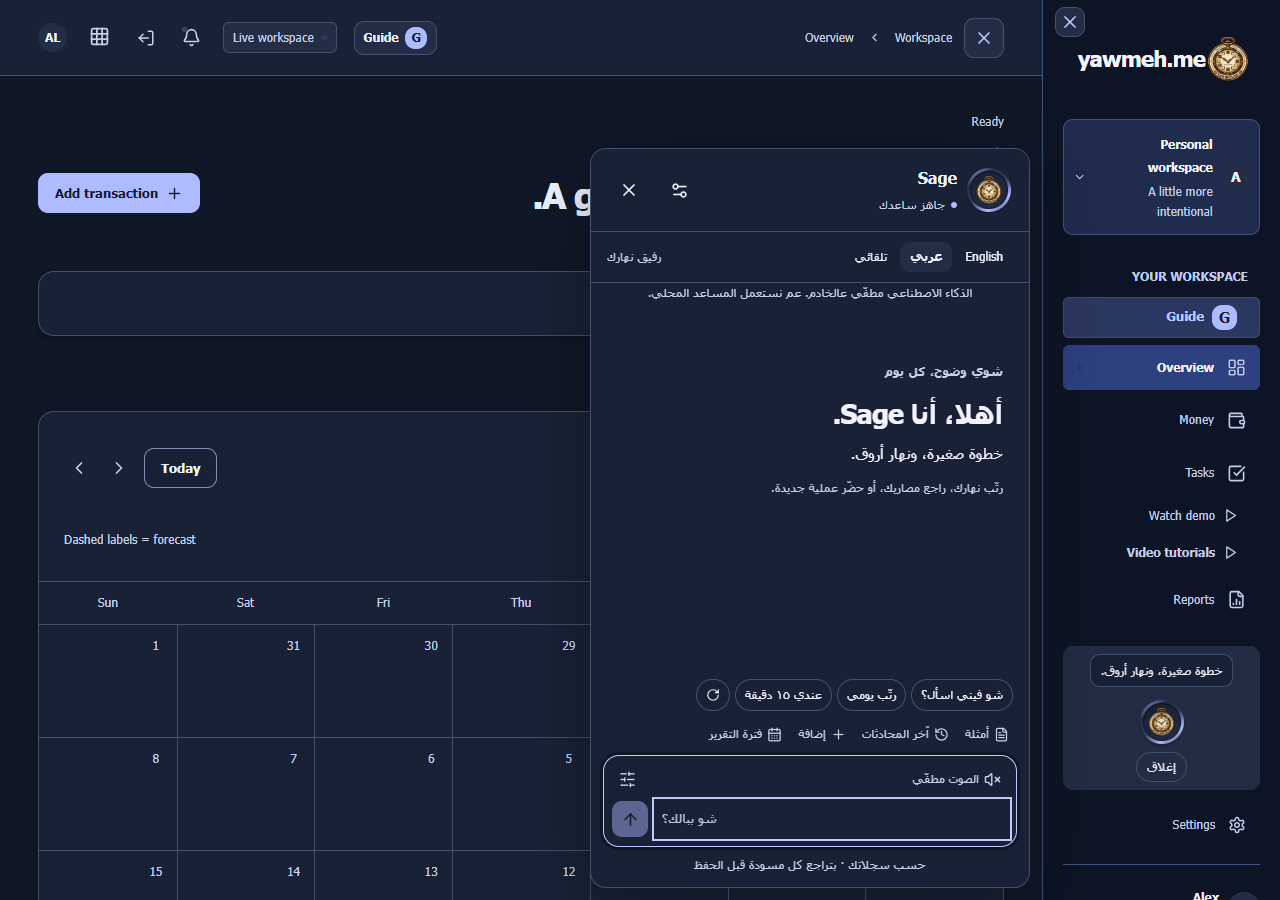 yawmeh.me
Personal workspace
A little more intentional
A
YOUR WORKSPACE
Guide G
Overview
Money
Tasks
Watch demo
Video tutorials
Reports
خطوة صغيرة، ونهار أروق.
إغلاق
Settings
Alex
AL
Live workspace
Guide G
Overview
Workspace
Ready
Add transaction
Today
Dashed labels = forecast
Sun Sat Fri Thu
1 31 30 29
8 7 6 5
15 14 13 12
Sage
جاهز ساعدك
English عربي تلقائي
رفيق نهارك
الذكاء الاصطناعي مطفّي عالخادم. عم نستعمل المساعد المحلي.
شوي وضوح، كل يوم
أهلا، أنا Sage.
خطوة صغيرة، ونهار أروق.
رتّب نهارك، راجع مصاريك، أو حضّر عملية جديدة.
شو فيني اسأل؟ رتّب يومي عندي ١٥ دقيقة
أمثلة آخر المحادثات إضافة فترة التقرير
الصوت مطفّي
شو ببالك؟
حسب سجلاتك · بتراجع كل مسودة قبل الحفظ